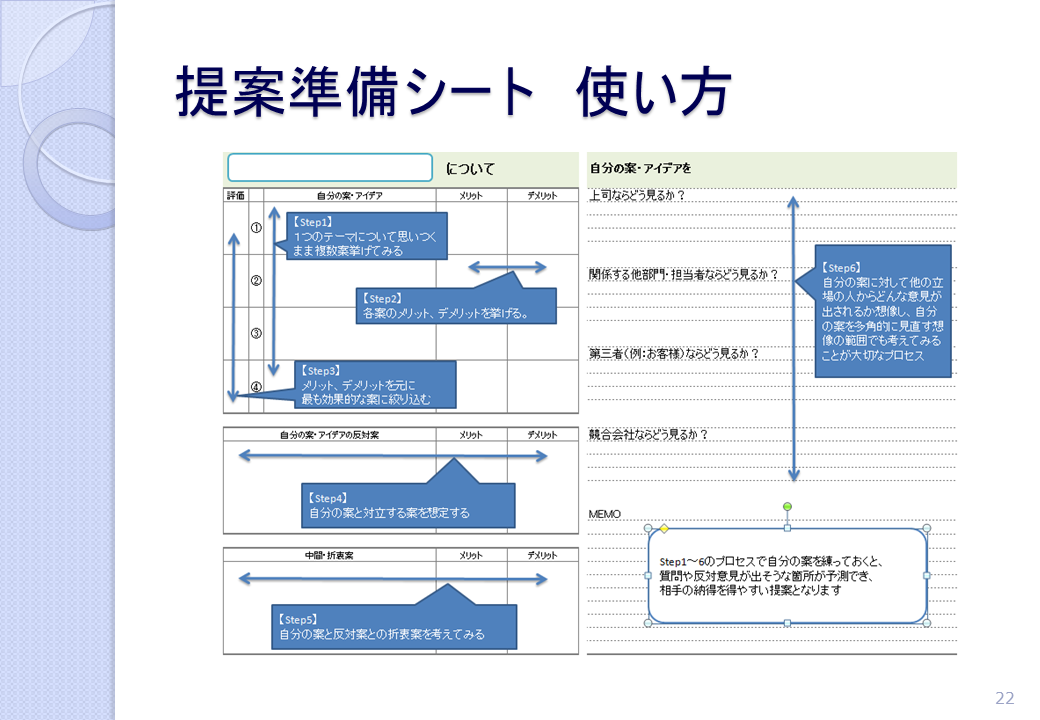 提案準備シート　使い方
について
評価
自分の案・アイデア
メリット
デメリット
①
【Step1】
１つのテーマについて思いつく
まま複数案挙げてみる
②
【Step2】
各案のメリット、デメリットを挙げる。
③
④
【Step3】
メリット、デメリットを元に
最も効果的な案に絞り込む
自分の案・アイデアの反対案
メリット
デメリット
【Step4】
自分の案と対立する案を想定する
中間・折衷案
メリット
デメリット
【Step5】
自分の案と反対案との折衷案を考えてみる
自分の案・アイデアを
上司ならどう見るか？
関係する他部門・担当者ならどう見るか？
第三者（例：お客様）ならどう見るか？
競合会社ならどう見るか？
【Step6】
自分の案に対して他の立
場の人からどんな意見が
出されるか想像し、自分
の案を多角的に見直す想
像の範囲でも考えてみる
ことが大切なプロセス
MEMO
Step1～6のプロセスで自分の案を練っておくと、
質問や反対意見が出そうな箇所が予測でき、
相手の納得を得やすい提案となります
22